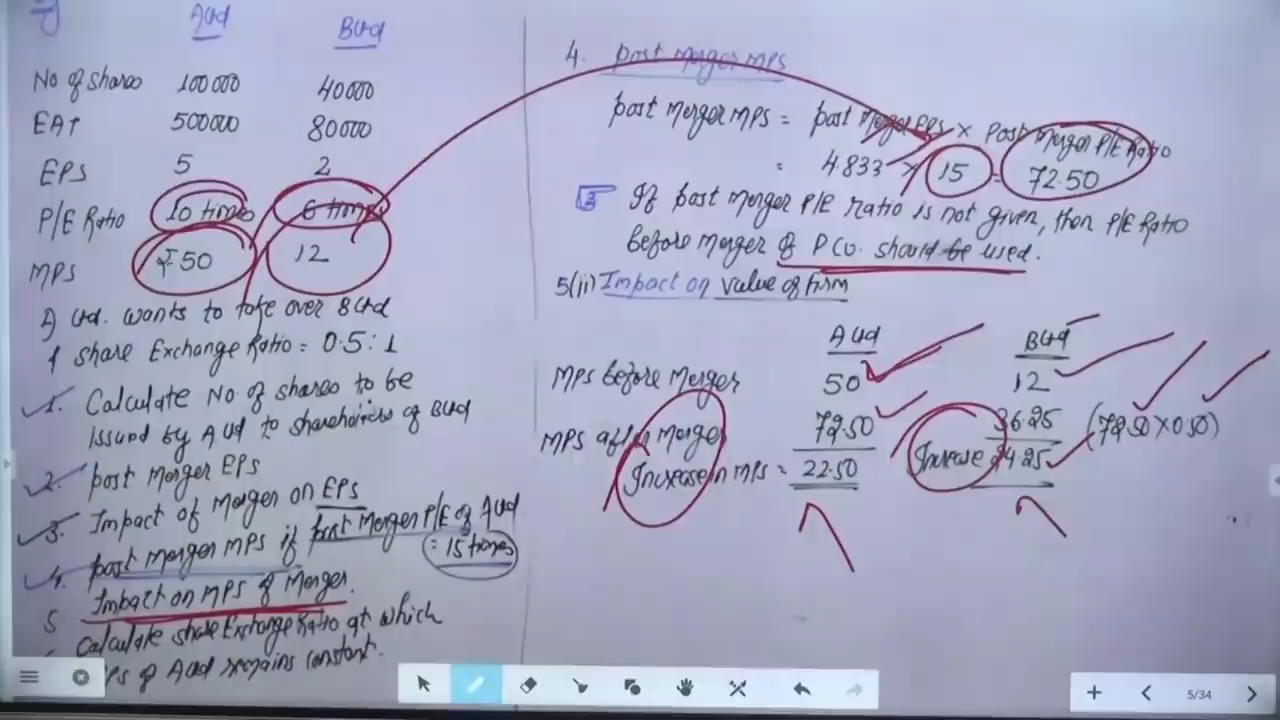 A Ltd B Ltd
No of shares 100000 40000
EAT 500000 80000
EPS 5 2
P/E Ratio 10 times 6 times
MPS ₹50 12
A Ltd. wants to take over B Ltd
share Exchange Ratio = 0.5 : 1
1. Calculate No of shares to be
issued by A Ltd to shareholders of B Ltd
2. post Merger EPS
3. Impact of Merger on EPS
4. post Merger MPS if post Merger P/E of A Ltd
= 15 times
5 Impact on MPS of Merger.
Calculate share Exchange Ratio at which
of A Ltd remains constant.
4. post Merger MPS
post Merger MPS = post Merger EPS × Post Merger P/E Ratio
= 4.833 × 15 = 72.50
If post Merger P/E ratio is not given, then P/E Ratio
before merger of P Co. should be used.
5(ii) Impact on value of firm
A Ltd B Ltd
MPS before Merger 50 12
MPS after Merger 72.50 36.25 (72.50 × 0.50)
Increase in MPS = 22.50 Increase 24.25
5/34